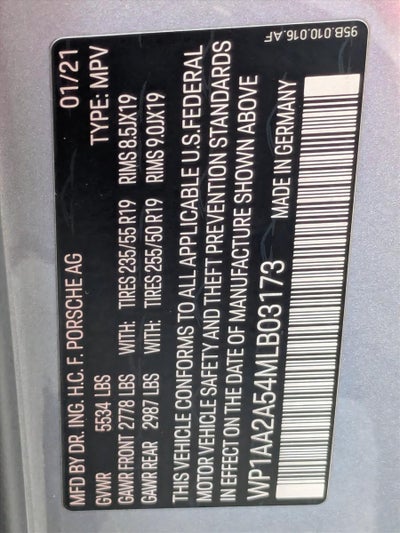 MFD BY DR. ING. H.C. F. PORSCHE AG 01/21
GVWR 5534 LBS TYPE: MPV
GAWR FRONT 2778 LBS WITH: TIRES 235/55 R19 RIMS 8.5JX19
GAWR REAR 2987 LBS WITH: TIRES 255/50 R19 RIMS 9.0JX19
THIS VEHICLE CONFORMS TO ALL APPLICABLE U.S. FEDERAL
MOTOR VEHICLE SAFETY AND THEFT PREVENTION STANDARDS
IN EFFECT ON THE DATE OF MANUFACTURE SHOWN ABOVE
WP1AA2A54MLB03173 MADE IN GERMANY
95B.010.016.AF